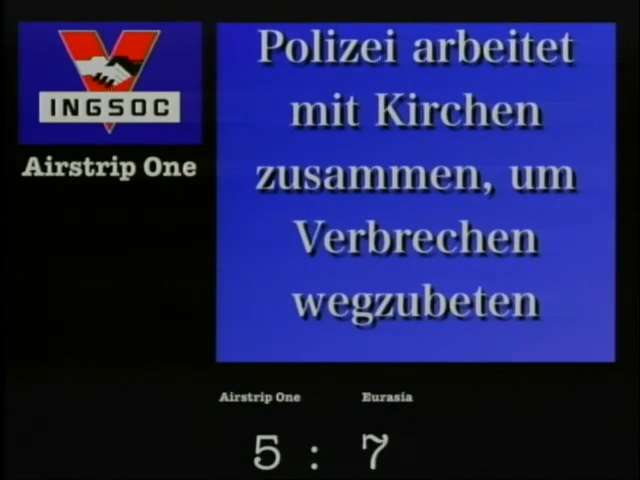 INGSOC
Airstrip One
Polizei arbeitet
mit Kirchen
zusammen, um
Verbrechen
wegzubeten
Airstrip One Eurasia
5 : 7